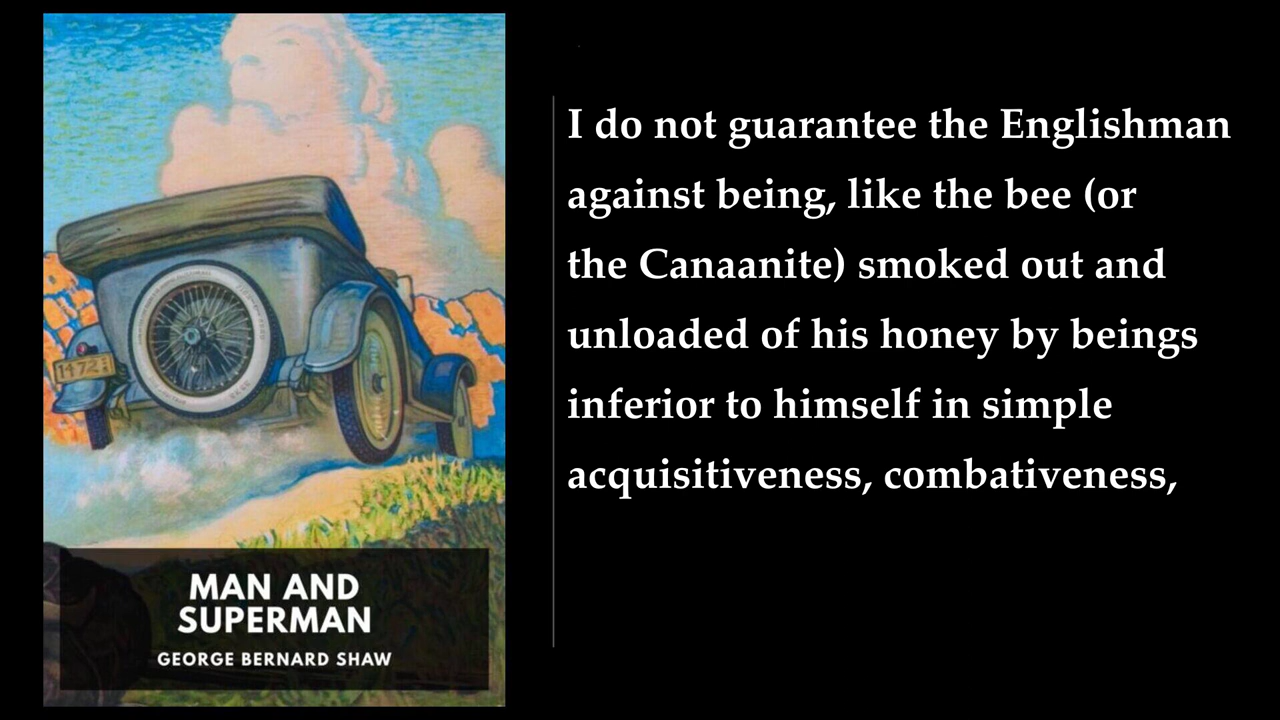 I do not guarantee the Englishman
against being, like the bee (or
the Canaanite) smoked out and
unloaded of his honey by beings
inferior to himself in simple
acquisitiveness, combativeness,
1472
MAN AND
SUPERMAN
GEORGE BERNARD SHAW